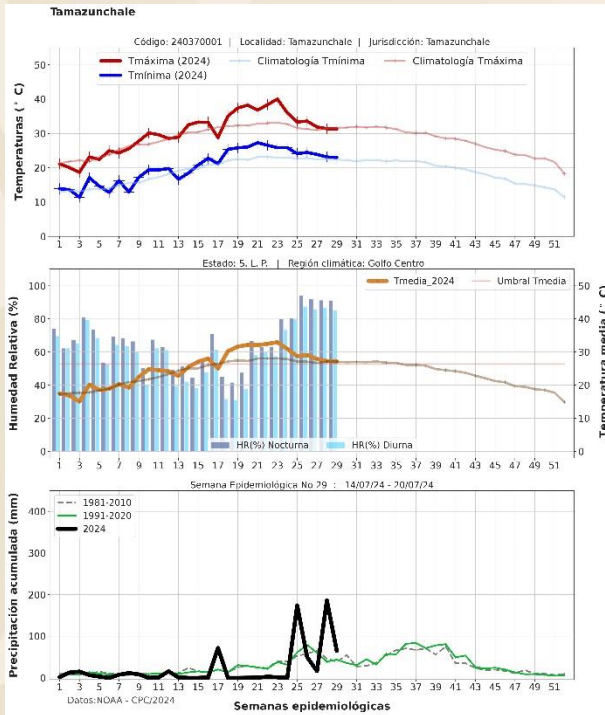 Tamazunchale
Código: 240370001 | Localidad: Tamazunchale | Jurisdicción: Tamazunchale
Tmáxima (2024) Climatología Tmínima Climatología Tmáxima
Tmínima (2024)
Temperaturas (° C)
50
40
30
20
10
0
1 3 5 7 9 11 13 15 17 19 21 23 25 27 29 31 33 35 37 39 41 43 45 47 49 51
Estado: S. L. P. | Región climática: Golfo Centro
Tmedia_2024 Umbral Tmedia
Humedad Relativa (%)
100
80
60
40
20
0
50
40
30
20
10
0
Temperatura media (° C)
HR(%) Nocturna HR(%) Diurna
1 3 5 7 9 11 13 15 17 19 21 23 25 27 29 31 33 35 37 39 41 43 45 47 49 51
Semana Epidemiológica No 29 : 14/07/24 - 20/07/24
1981-2010
1991-2020
2024
Precipitación acumulada (mm)
400
300
200
100
0
1 3 5 7 9 11 13 15 17 19 21 23 25 27 29 31 33 35 37 39 41 43 45 47 49 51
Datos:NOAA - CPC/2024
Semanas epidemiológicas